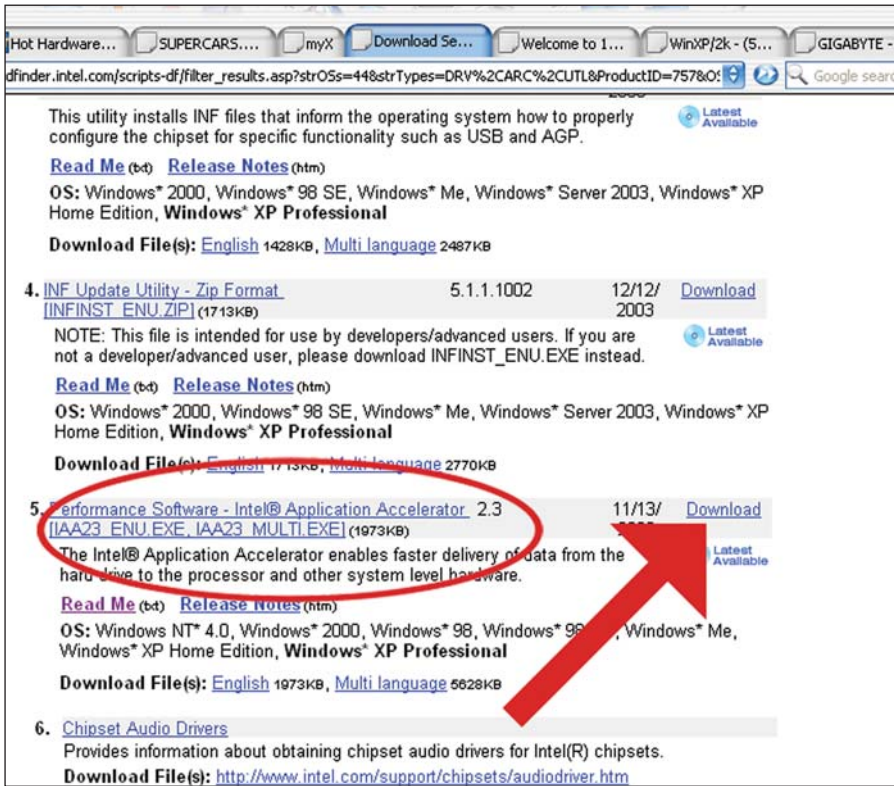 Hot Hardware... SUPERCARS.... myX Download Se... Welcome to 1... WinXP/2k - (5... GIGABYTE -
dfinder.intel.com/scripts-df/filter_results.asp?strOSs=44&strTypes=DRV%2CARC%2CUTL&ProductID=757&OS Google searc
This utility installs INF files that inform the operating system how to properly
configure the chipset for specific functionality such as USB and AGP.
Latest
Available
Read Me (txt) Release Notes (htm)
OS: Windows* 2000, Windows* 98 SE, Windows* Me, Windows* Server 2003, Windows* XP
Home Edition, Windows* XP Professional
Download File(s): English 1428KB, Multi language 2487KB
4. INF Update Utility - Zip Format 5.1.1.1002 12/12/ Download
[INFINST_ENU.ZIP] (1713KB) 2003
NOTE: This file is intended for use by developers/advanced users. If you are
not a developer/advanced user, please download INFINST_ENU.EXE instead.
Latest
Available
Read Me (txt) Release Notes (htm)
OS: Windows* 2000, Windows* 98 SE, Windows* Me, Windows* Server 2003, Windows* XP
Home Edition, Windows* XP Professional
Download File(s): English 1713KB, Multi language 2770KB
5. Performance Software - Intel® Application Accelerator 2.3 11/13/ Download
[IAA23_ENU.EXE, IAA23_MULTI.EXE] (1973KB)
The Intel® Application Accelerator enables faster delivery of data from the
hard drive to the processor and other system level hardware.
Latest
Available
Read Me (txt) Release Notes (htm)
OS: Windows NT* 4.0, Windows* 2000, Windows* 98, Windows* 98 , Windows* Me,
Windows* XP Home Edition, Windows* XP Professional
Download File(s): English 1973KB, Multi language 5628KB
6. Chipset Audio Drivers
Provides information about obtaining chipset audio drivers for Intel(R) chipsets.
Download File(s): http://www.intel.com/support/chipsets/audiodriver.htm